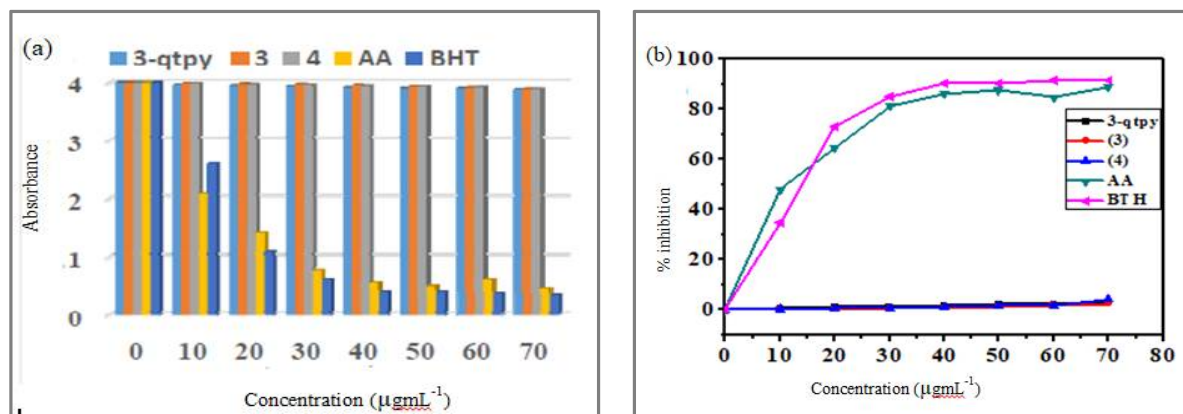 (a)
3-qtpy 3 4 AA BHT
4
3
2
.1
0
Absorbance
0 10 20 30 40 50 60 70
Concentration (µgmL-1)
(b)
100
80
60
40
20
0
% inhibition
3-qtpy
(3)
(4)
AA
BTH
0 10 20 30 40 50 60 70 80
Concentration (µgmL-1)